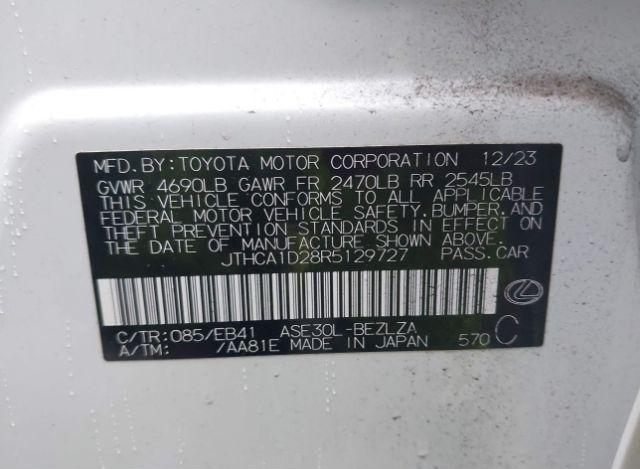 MFD. BY: TOYOTA MOTOR CORPORATION 12/23
GVWR 4690LB GAWR FR 2470LB RR 2545LB
THIS VEHICLE CONFORMS TO ALL APPLICABLE
FEDERAL MOTOR VEHICLE SAFETY, BUMPER, AND
THEFT PREVENTION STANDARDS IN EFFECT ON
THE DATE OF MANUFACTURE SHOWN ABOVE.
JTHCA1D28R5129727 PASS.CAR
C/TR: 085/EB41 ASE30L-BEZLZA
A/TM: /AA81E MADE IN JAPAN 570 C